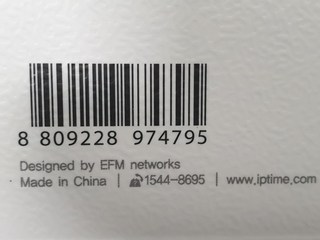 8 809228 974795
Designed by EFM networks
Made in China | ☎1544-8695 | www.iptime.com